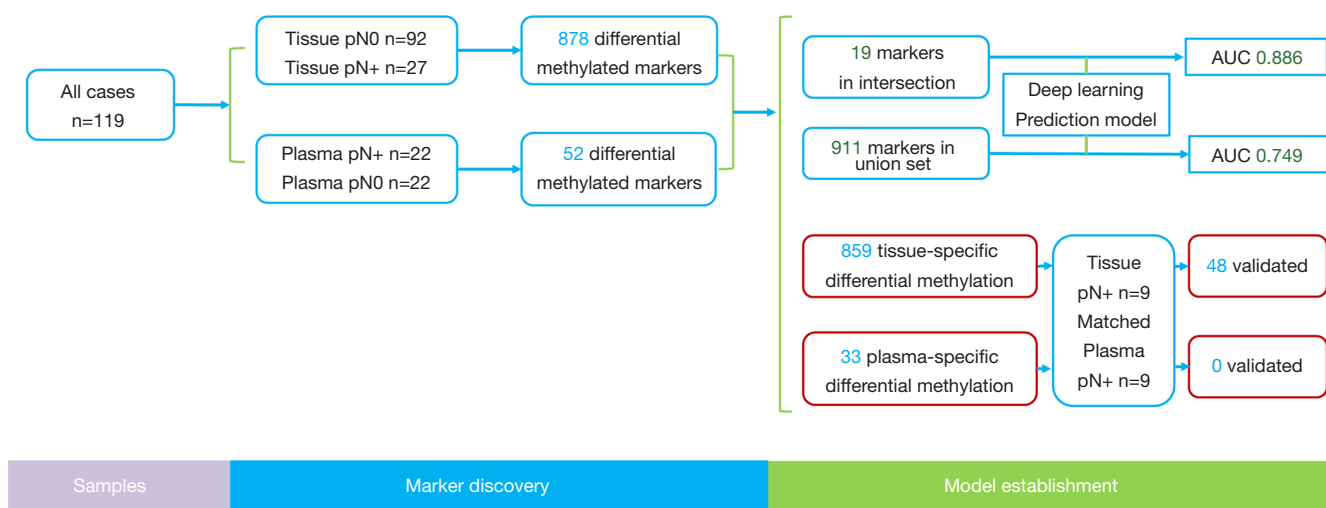 All cases
n=119
Tissue pN0 n=92
Tissue pN+ n=27
Plasma pN+ n=22
Plasma pN0 n=22
878 differential
methylated markers
52 differential
methylated markers
19 markers
in intersection
911 markers in
union set
Deep learning
Prediction model
AUC 0.886
AUC 0.749
859 tissue-specific
differential methylation
33 plasma-specific
differential methylation
Tissue
pN+ n=9
Matched
Plasma
pN+ n=9
48 validated
0 validated
Samples
Marker discovery
Model establishment